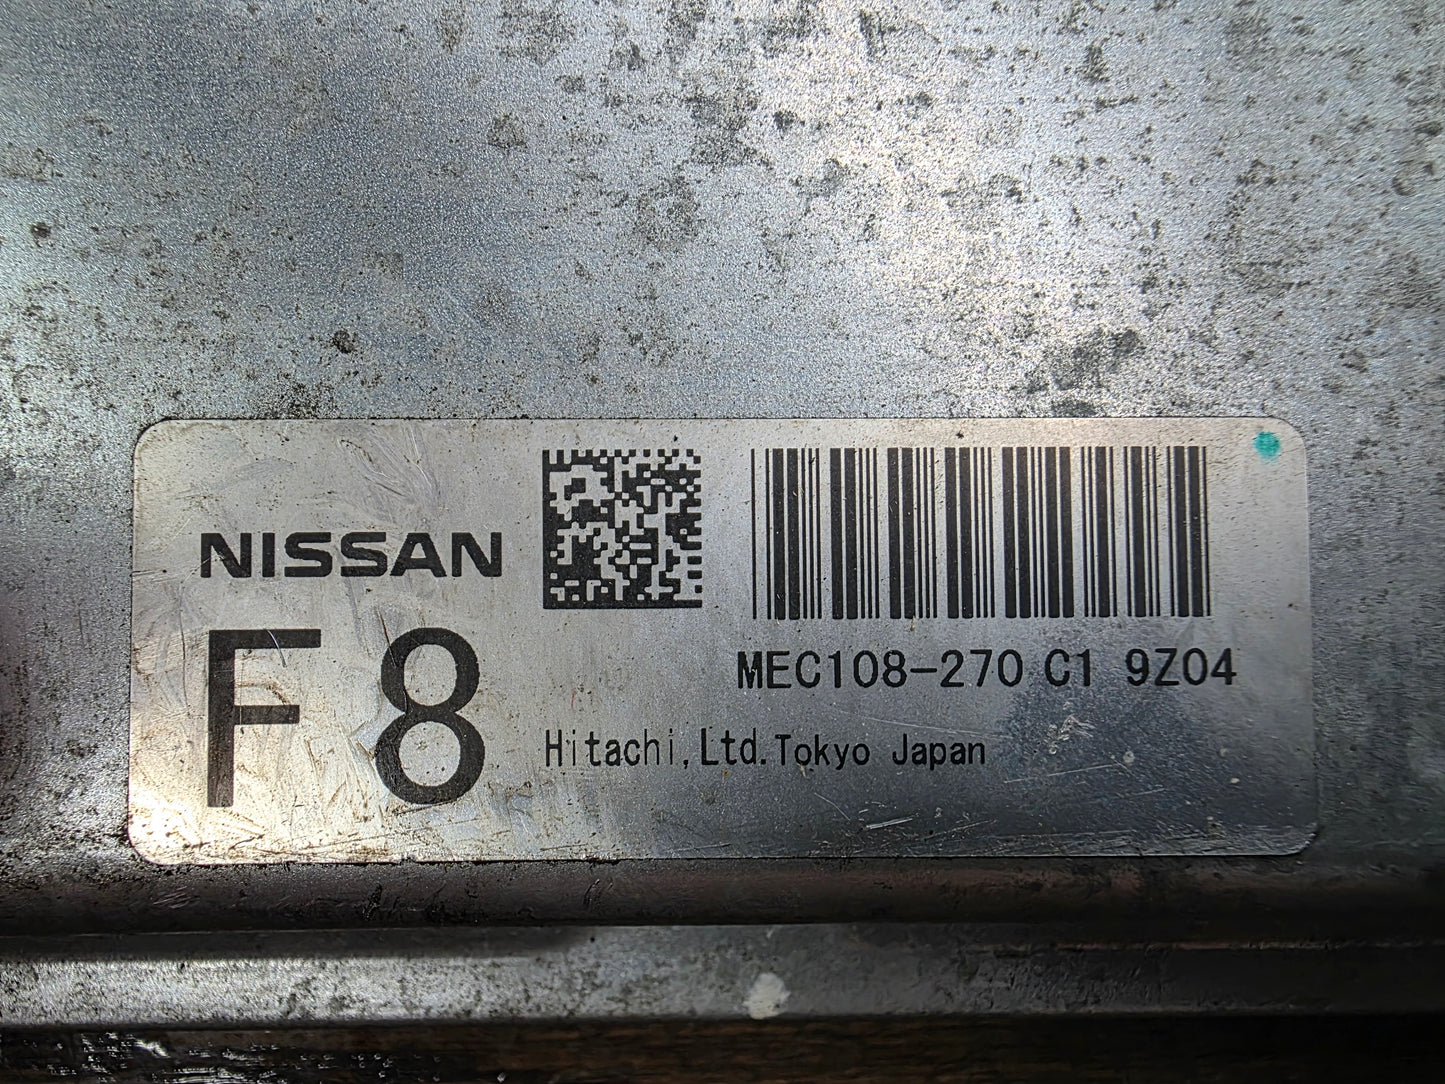 NISSAN
F8
MEC108-270 C1 9Z04
Hitachi,Ltd.Tokyo Japan